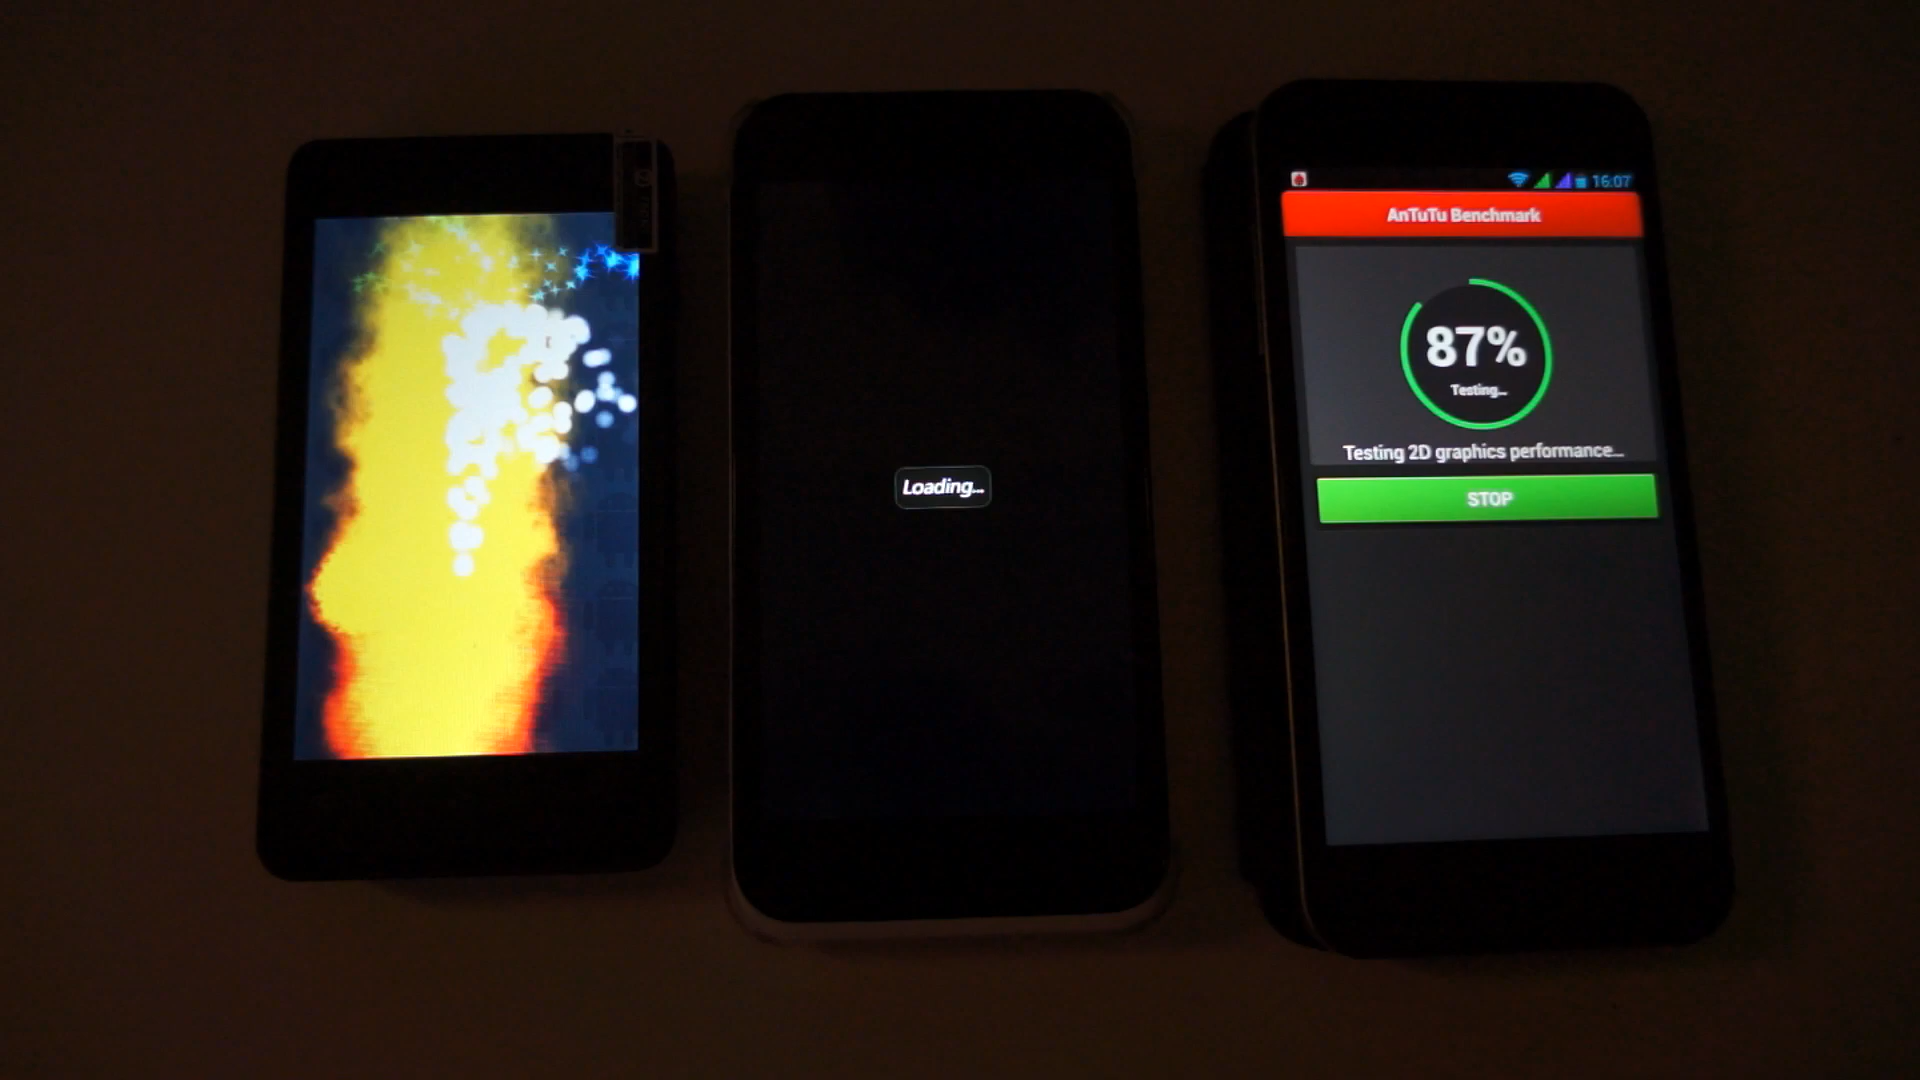 Loading...
16:07
AnTuTu Benchmark
87%
Testing...
Testing 2D graphics performance...
STOP